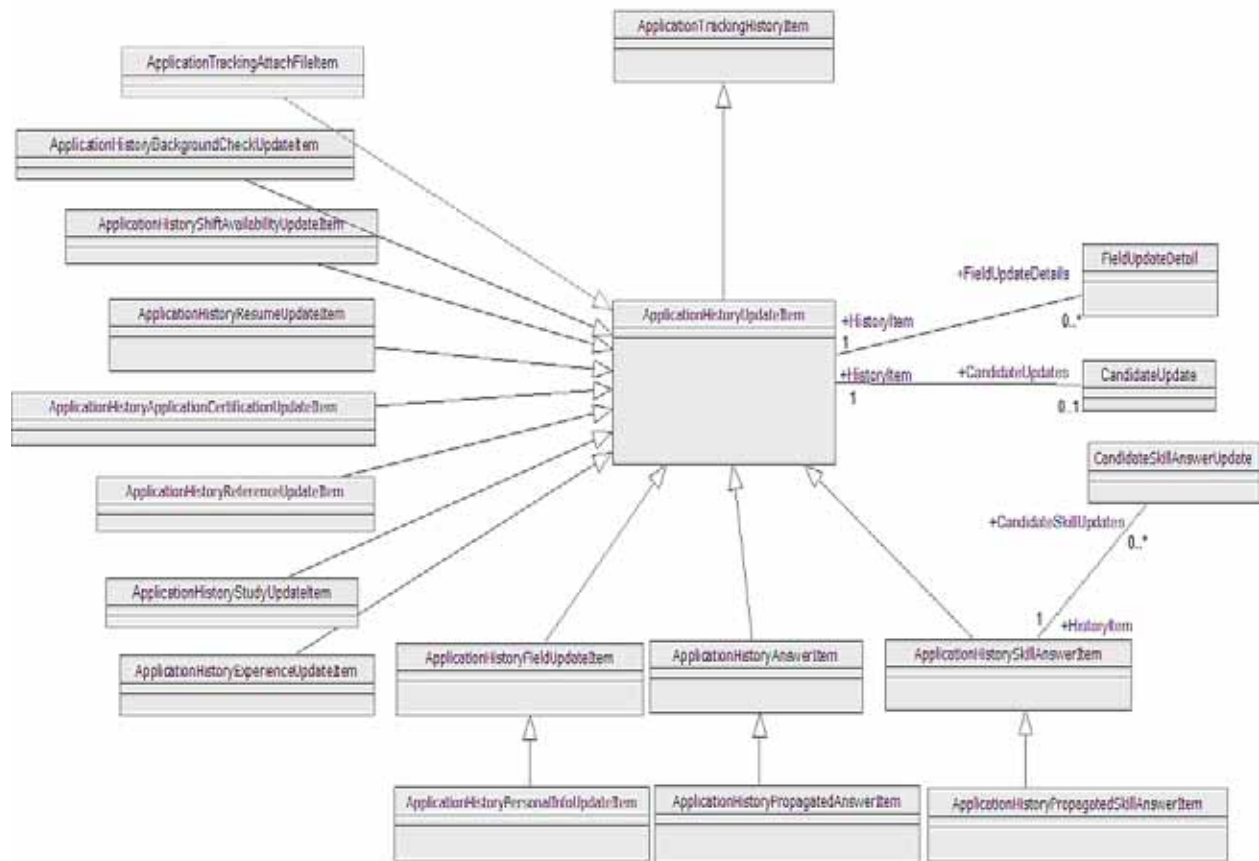 ApplicationTrackingHistoryItem
ApplicationTrackingAttachFileItem
ApplicationHistoryBackgroundCheckUpdateItem
ApplicationHistoryShiftAvailabilityUpdateItem
FieldUpdateDetail
+FieldUpdateDetails
0..*
ApplicationHistoryUpdateItem
+HistoryItem
1
ApplicationHistoryResumeUpdateItem
+HistoryItem
1
+CandidateUpdates
0..1
CandidateUpdate
ApplicationHistoryApplicationCertificationUpdateItem
CandidateSkillAnswerUpdate
ApplicationHistoryReferenceUpdateItem
+CandidateSkillUpdates
0..*
ApplicationHistoryStudyUpdateItem
1
+HistoryItem
ApplicationHistoryExperienceUpdateItem
ApplicationHistoryFieldUpdateItem
ApplicationHistoryAnswerItem
ApplicationHistorySkillAnswerItem
ApplicationHistoryPersonalInfoUpdateItem
ApplicationHistoryPropagatedAnswerItem
ApplicationHistoryPropagatedSkillAnswerItem